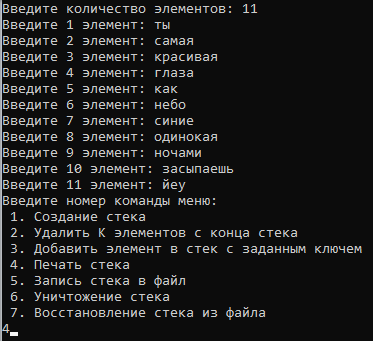 Введите количество элементов: 11
Введите 1 элемент: ты
Введите 2 элемент: самая
Введите 3 элемент: красивая
Введите 4 элемент: глаза
Введите 5 элемент: как
Введите 6 элемент: небо
Введите 7 элемент: синие
Введите 8 элемент: одинокая
Введите 9 элемент: ночами
Введите 10 элемент: засыпаешь
Введите 11 элемент: йеу
Введите номер команды меню:
1. Создание стека
2. Удалить K элементов с конца стека
3. Добавить элемент в стек с заданным ключем
4. Печать стека
5. Запись стека в файл
6. Уничтожение стека
7. Восстановление стека из файла
4